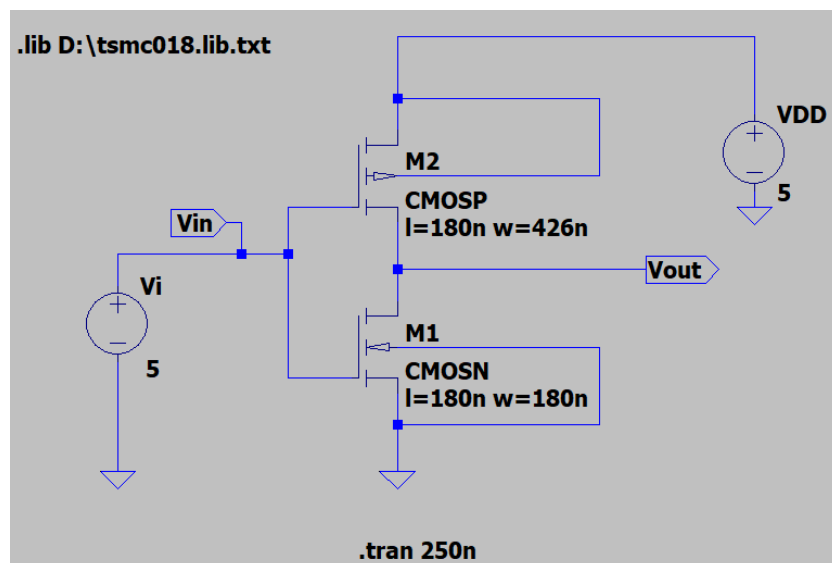 .lib D:\tsmc018.lib.txt
VDD
M2
CMOSP
l=180n w=426n
5
Vin
Vout
Vi
M1
5
CMOSN
l=180n w=180n
.tran 250n